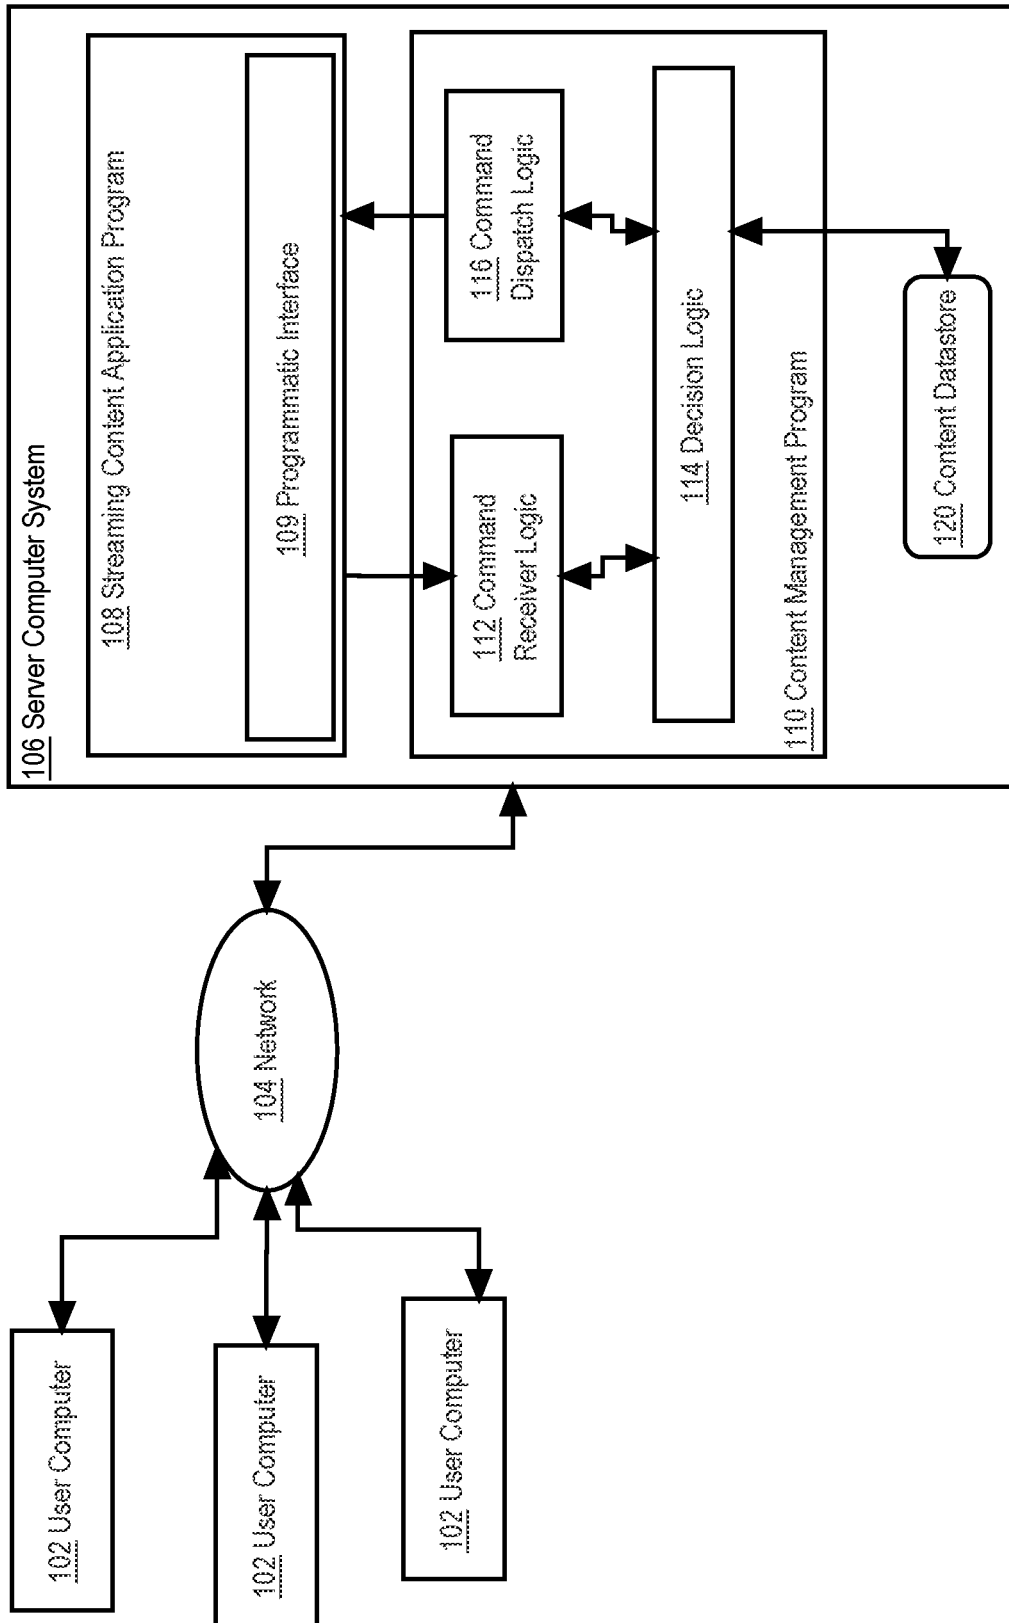 102 User Computer
102 User Computer
102 User Computer
104 Network
106 Server Computer System
108 Streaming Content Application Program
109 Programmatic Interface
112 Command
Receiver Logic
116 Command
Dispatch Logic
114 Decision Logic
110 Content Management Program
120 Content Datastore